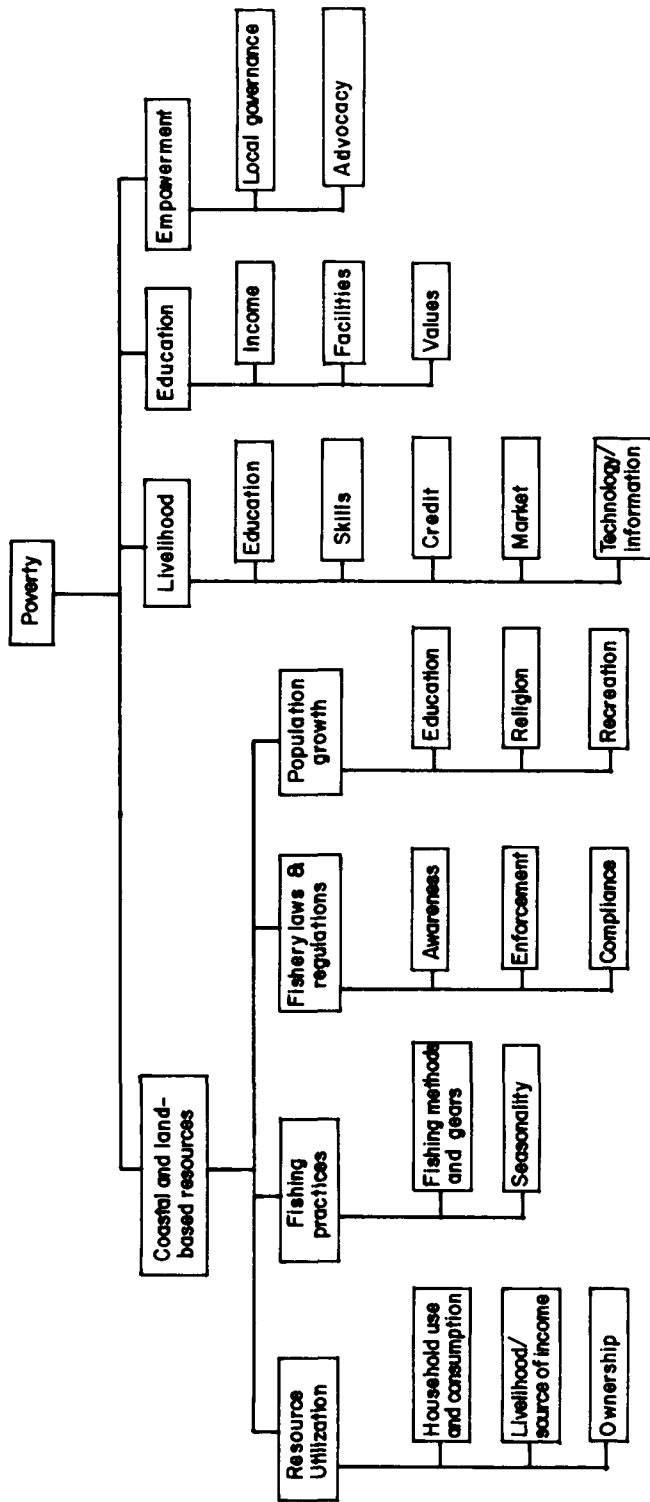 Poverty
Coastal and land-
based resources
Livelihood
Education
Empowerment
Resource
Utilization
Fishing
practices
Fishery laws &
regulations
Population
growth
Household use
and consumption
Livelihood/
source of income
Ownership
Fishing methods
and gears
Seasonality
Awareness
Enforcement
Compliance
Education
Religion
Recreation
Education
Skills
Credit
Market
Technology/
information
Income
Facilities
Values
Local governance
Advocacy